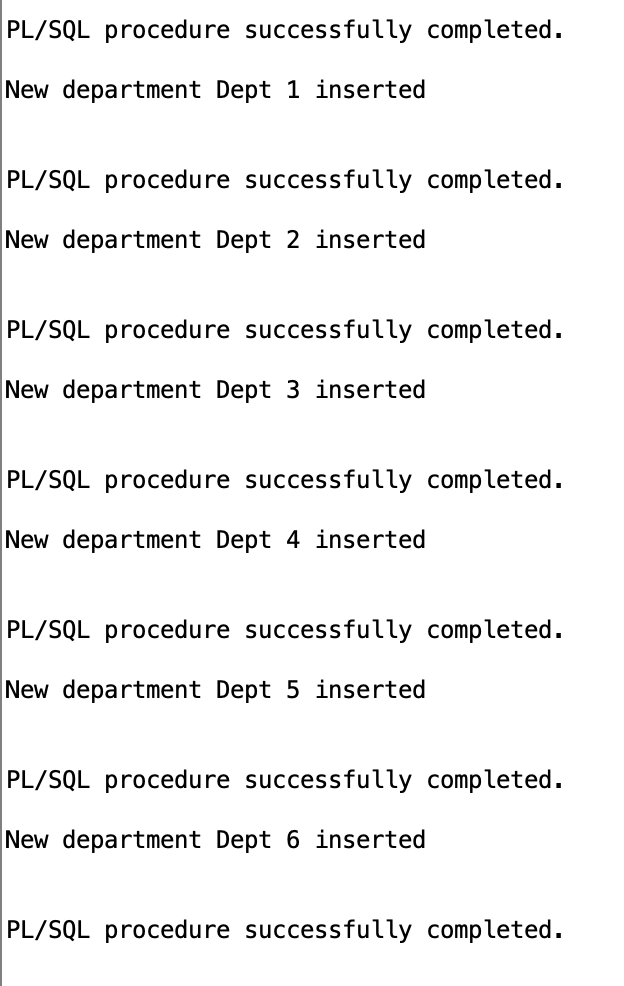 PL/SQL procedure successfully completed.
New department Dept 1 inserted
PL/SQL procedure successfully completed.
New department Dept 2 inserted
PL/SQL procedure successfully completed.
New department Dept 3 inserted
PL/SQL procedure successfully completed.
New department Dept 4 inserted
PL/SQL procedure successfully completed.
New department Dept 5 inserted
PL/SQL procedure successfully completed.
New department Dept 6 inserted
PL/SQL procedure successfully completed.